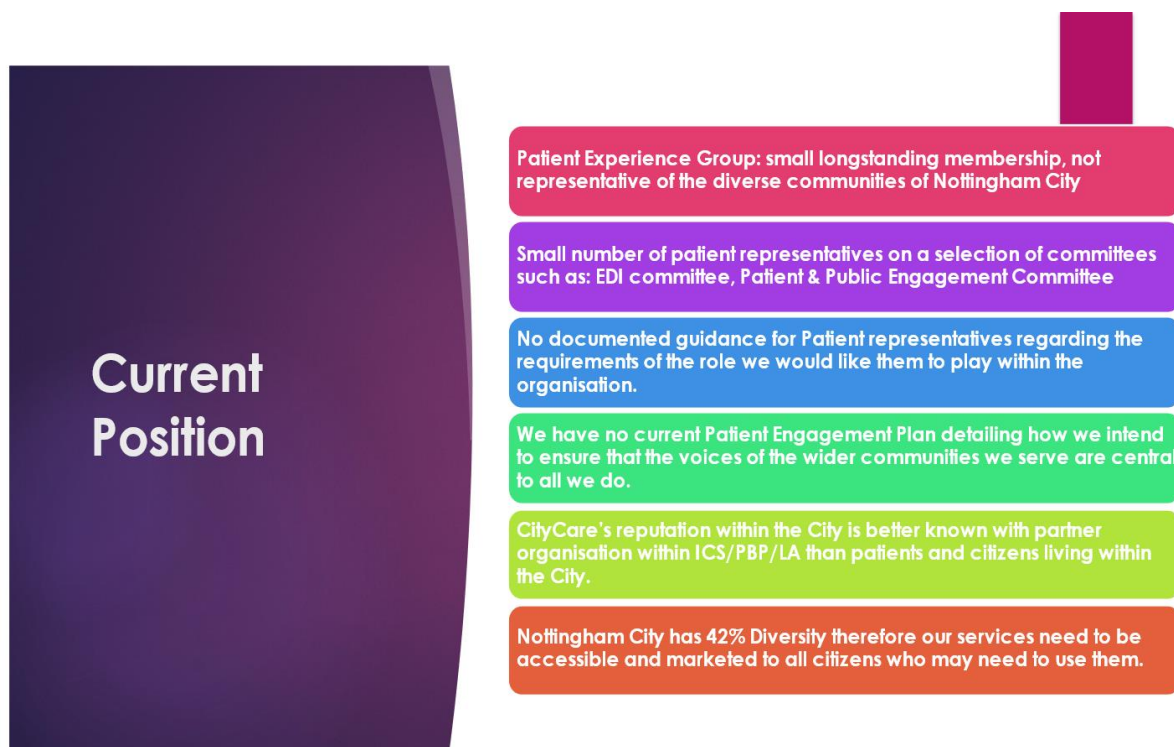 Current
Position
Patient Experience Group: small longstanding membership, not
representative of the diverse communities of Nottingham City
Small number of patient representatives on a selection of committees
such as: EDI committee, Patient & Public Engagement Committee
No documented guidance for Patient representatives regarding the
requirements of the role we would like them to play within the
organisation.
We have no current Patient Engagement Plan detailing how we intend
to ensure that the voices of the wider communities we serve are central
to all we do.
CityCare's reputation within the City is better known with partner
organisation within ICS/PBP/LA than patients and citizens living within
the City.
Nottingham City has 42% Diversity therefore our services need to be
accessible and marketed to all citizens who may need to use them.